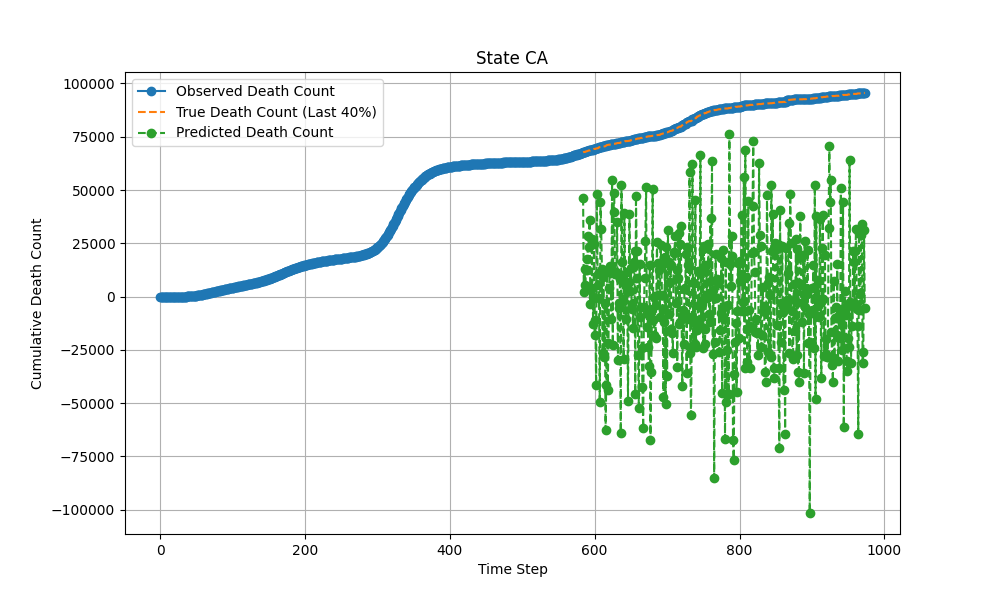 State CA
Observed Death Count
True Death Count (Last 40%)
Predicted Death Count
Cumulative Death Count
100000
75000
50000
25000
0
−25000
−50000
−75000
−100000
0 200 400 600 800 1000
Time Step